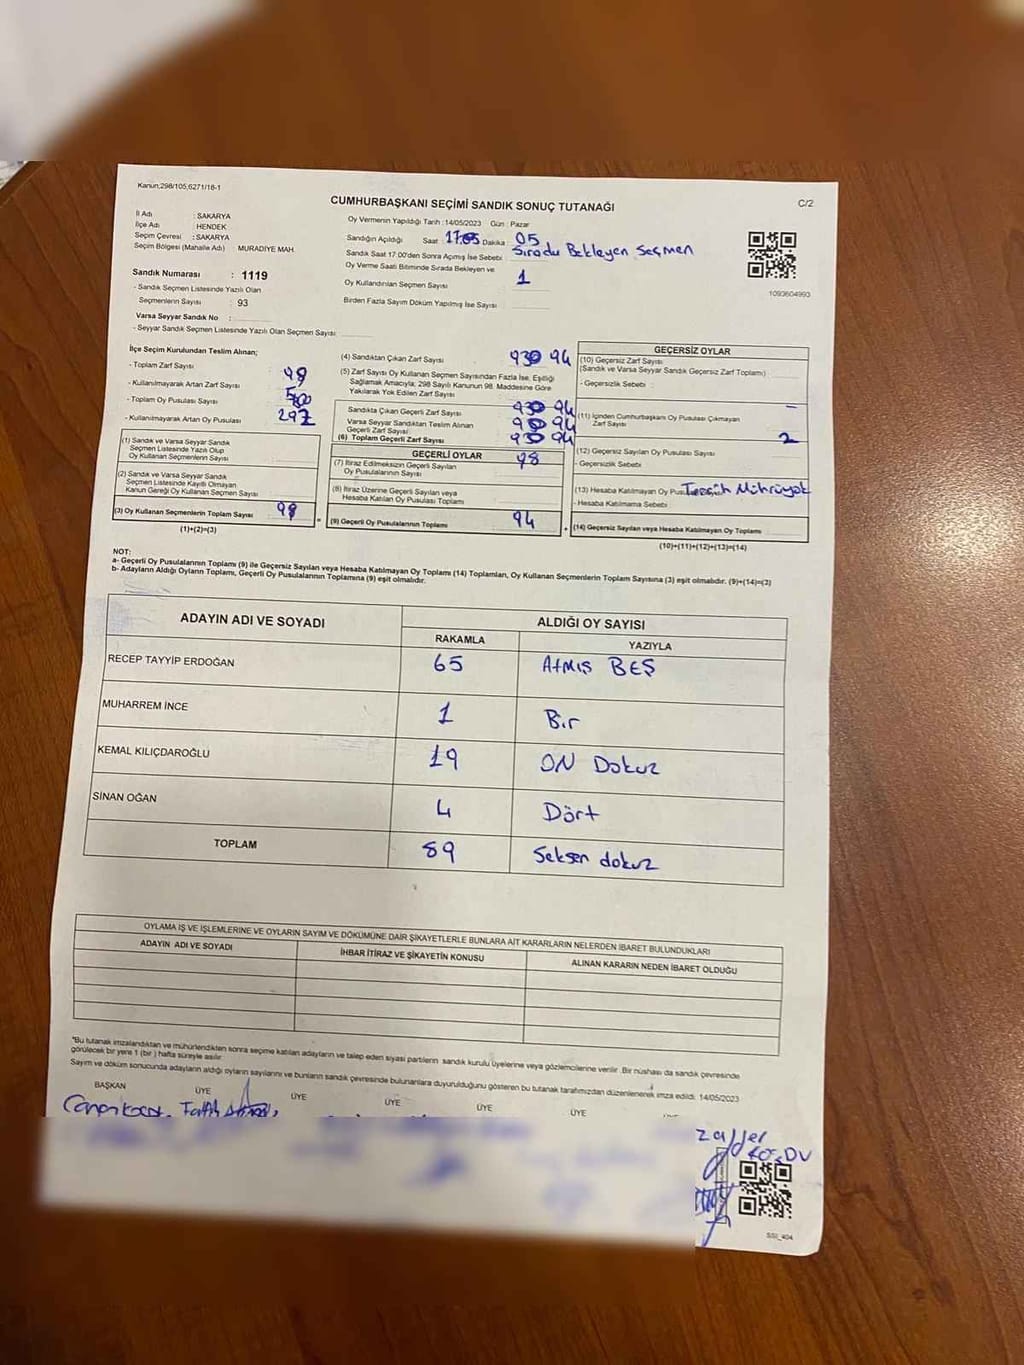 Kanun;298/105,6271/18-1
CUMHURBAŞKANI SEÇİMİ SANDIK SONUÇ TUTANAĞI
C/2
İl Adı : SAKARYA
İlçe Adı : HENDEK
Seçim Çevresi : SAKARYA
Seçim Bölgesi (Mahalle Adı) : MURADİYE MAH.
Oy Vermenin Yapıldığı Tarih :14/05/2023 Gün : Pazar
Sandığın Açıldığı Saat : 17:05 Dakika : 05
Sandık Saat 17.00'den Sonra Açılmış İse Sebebi : Sırada Bekleyen Seçmen
Oy Verme Saati Bitiminde Sırada Bekleyen ve
Oy Kullandırılan Seçmen Sayısı : 1
Birden Fazla Sayım Döküm Yapılmış İse Sayısı :
1093604993
Sandık Numarası : 1119
- Sandık Seçmen Listesinde Yazılı Olan
Seçmenlerin Sayısı : 93
Varsa Seyyar Sandık No :
- Seyyar Sandık Seçmen Listesinde Yazılı Olan Seçmen Sayısı:
İlçe Seçim Kurulundan Teslim Alınan;
- Toplam Zarf Sayısı :
- Kullanılmayarak Artan Zarf Sayısı : 98
- Toplam Oy Pusulası Sayısı :
- Kullanılmayarak Artan Oy Pusulası : 297
(1) Sandık ve Varsa Seyyar Sandık
Seçmen Listesinde Yazılı Olup
Oy Kullanan Seçmenlerin Sayısı
(2) Sandık ve Varsa Seyyar Sandık
Seçmen Listesinde Kayıtlı Olmayan
Kanun Gereği Oy Kullanan Seçmen Sayısı
(3) Oy Kullanan Seçmenlerin Toplam Sayısı 98
(1)+(2)=(3)
(4) Sandıktan Çıkan Zarf Sayısı : 94
(5) Zarf Sayısı Oy Kullanan Seçmen Sayısından Fazla İse, Eşitliği
Sağlamak Amacıyla; 298 Sayılı Kanunun 98. Maddesine Göre
Yakılarak Yok Edilen Zarf Sayısı :
Sandıkta Çıkan Geçerli Zarf Sayısı : 94
Varsa Seyyar Sandıktan Teslim Alınan
Geçerli Zarf Sayısı : 94
(6) Toplam Geçerli Zarf Sayısı : 94
GEÇERLİ OYLAR
(7) İtiraz Edilmeksizin Geçerli Sayılan
Oy Pusulalarının Sayısı : 98
(8) İtiraz Üzerine Geçerli Sayılan veya
Hesaba Katılan Oy Pusulası Toplamı :
(9) Geçerli Oy Pusulalarının Toplamı 94
GEÇERSİZ OYLAR
(10) Geçersiz Zarf Sayısı
(Sandık ve Varsa Seyyar Sandık Geçersiz Zarf Toplamı) :
- Geçersizlik Sebebi :
(11) İçinden Cumhurbaşkanı Oy Pusulası Çıkmayan
Zarf Sayısı : -
(12) Geçersiz Sayılan Oy Pusulası Sayısı : 2
- Geçersizlik Sebebi :
(13) Hesaba Katılmayan Oy Tercih Mührü yok
- Hesaba Katılmama Sebebi :
(14) Geçersiz Sayılan veya Hesaba Katılmayan Oy Toplamı
(10)+(11)+(12)+(13)=(14)
NOT:
a- Geçerli Oy Pusulalarının Toplamı (9) ile Geçersiz Sayılan veya Hesaba Katılmayan Oy Toplamı (14) Toplamları, Oy Kullanan Seçmenlerin Toplam Sayısına (3) eşit olmalıdır. (9)+(14)=(3)
b- Adayların Aldığı Oyların Toplamı, Geçerli Oy Pusulalarının Toplamına (9) eşit olmalıdır.
ADAYIN ADI VE SOYADI
ALDIĞI OY SAYISI
RAKAMLA YAZIYLA
RECEP TAYYİP ERDOĞAN 65 AtMıŞ BEŞ
MUHARREM İNCE 1 Bir
KEMAL KILIÇDAROĞLU 19 ON Dokuz
SİNAN OĞAN 4 Dört
TOPLAM 89 Seksen dokuz
OYLAMA İŞ VE İŞLEMLERİNE VE OYLARIN SAYIM VE DÖKÜMÜNE DAİR ŞİKAYETLERLE BUNLARA AİT KARARLARIN NELERDEN İBARET BULUNDUKLARI
ADAYIN ADI VE SOYADI İHBAR İTİRAZ VE ŞİKAYETİN KONUSU ALINAN KARARIN NEDEN İBARET OLDUĞU
*Bu tutanak imzalandıktan ve mühürlendikten sonra seçime katılan adayların ve talep eden siyasi partilerin sandık kurulu üyelerine veya gözlemcilerine verilir. Bir nüshası da sandık çevresinde
görülecek bir yere 1 (bir ) hafta süreyle asılır.
Sayım ve döküm sonucunda adayların aldığı oyların sayılarını ve bunların sandık çevresinde bulunanlara duyurulduğunu gösteren bu tutanak tarafımızdan düzenlenerek imza edildi. 14/05/2023
BAŞKAN ÜYE ÜYE ÜYE ÜYE ÜYE
Zaffer
SSI_404